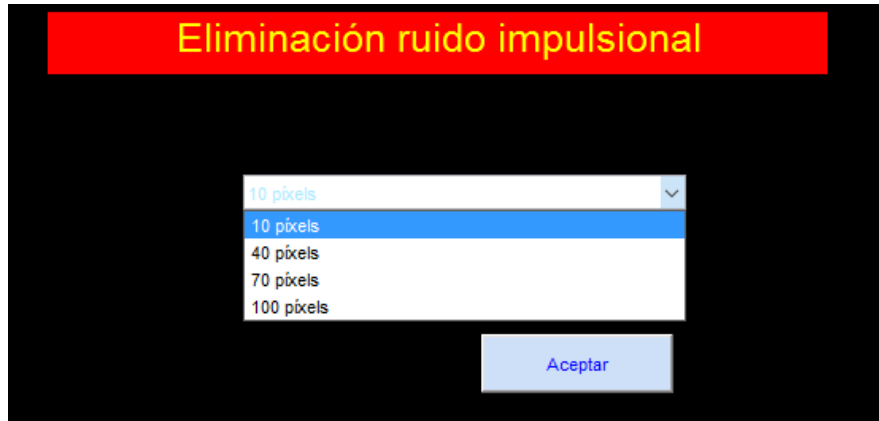 Eliminación ruido impulsional
10 píxels
10 píxels
40 píxels
70 píxels
100 píxels
Aceptar